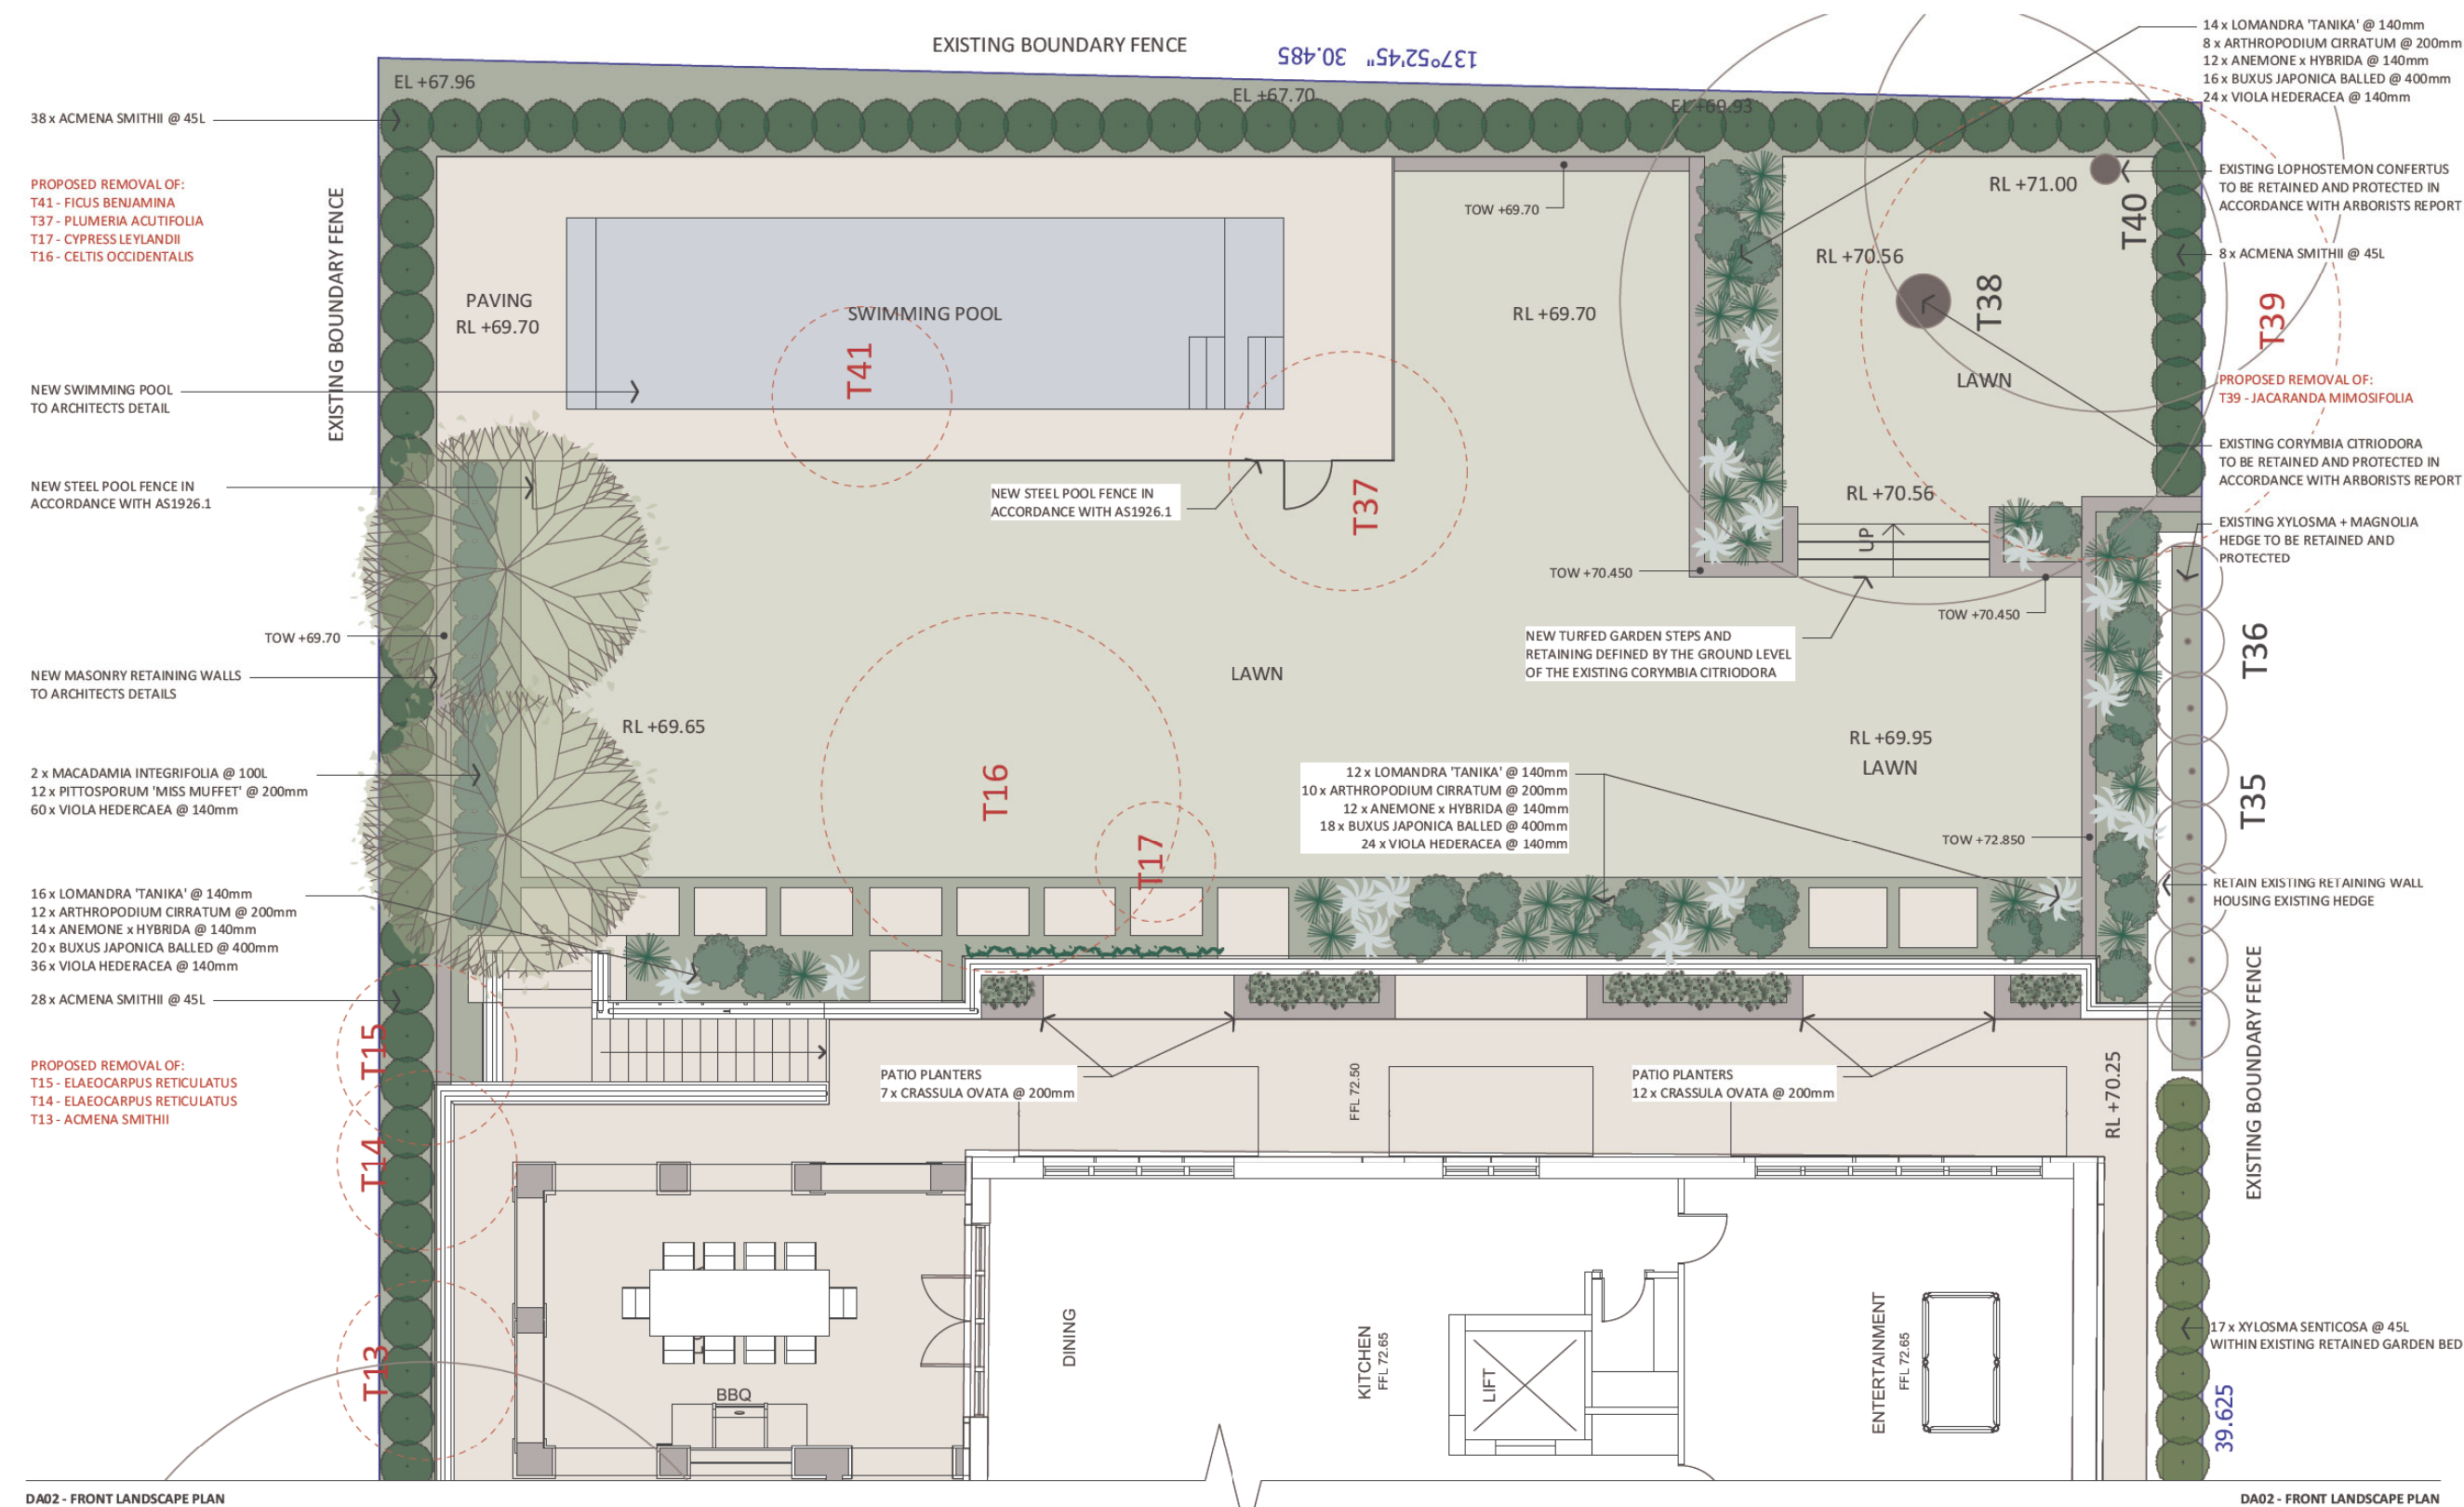 EXISTING BOUNDARY FENCE
137°52'45" 30.485
EL +67.96
EL +67.70
EL +69.93
38 x ACMENA SMITHII @ 45L
PROPOSED REMOVAL OF:
T41 - FICUS BENJAMINA
T37 - PLUMERIA ACUTIFOLIA
T17 - CYPRESS LEYLANDII
T16 - CELTIS OCCIDENTALIS
EXISTING BOUNDARY FENCE
NEW SWIMMING POOL
TO ARCHITECTS DETAIL
NEW STEEL POOL FENCE IN
ACCORDANCE WITH AS1926.1
TOW +69.70
NEW MASONRY RETAINING WALLS
TO ARCHITECTS DETAILS
2 x MACADAMIA INTEGRIFOLIA @ 100L
12 x PITTOSPORUM 'MISS MUFFET' @ 200mm
60 x VIOLA HEDERCAEA @ 140mm
16 x LOMANDRA 'TANIKA' @ 140mm
12 x ARTHROPODIUM CIRRATUM @ 200mm
14 x ANEMONE x HYBRIDA @ 140mm
20 x BUXUS JAPONICA BALLED @ 400mm
36 x VIOLA HEDERACEA @ 140mm
28 x ACMENA SMITHII @ 45L
PROPOSED REMOVAL OF:
T15 - ELAEOCARPUS RETICULATUS
T14 - ELAEOCARPUS RETICULATUS
T13 - ACMENA SMITHII
T15
T14
T13
PAVING
RL +69.70
SWIMMING POOL
T41
T37
NEW STEEL POOL FENCE IN
ACCORDANCE WITH AS1926.1
TOW +69.70
RL +69.70
RL +71.00
RL +70.56
T40
T38
LAWN
RL +70.56
UP
TOW +70.450
TOW +70.450
NEW TURFED GARDEN STEPS AND
RETAINING DEFINED BY THE GROUND LEVEL
OF THE EXISTING CORYMBIA CITRIODORA
LAWN
RL +69.65
T16
T17
RL +69.95
LAWN
12 x LOMANDRA 'TANIKA' @ 140mm
10 x ARTHROPODIUM CIRRATUM @ 200mm
12 x ANEMONE x HYBRIDA @ 140mm
18 x BUXUS JAPONICA BALLED @ 400mm
24 x VIOLA HEDERACEA @ 140mm
TOW +72.850
PATIO PLANTERS
7 x CRASSULA OVATA @ 200mm
FFL 72.50
PATIO PLANTERS
12 x CRASSULA OVATA @ 200mm
RL +70.25
BBQ
DINING
KITCHEN
FFL 72.65
LIFT
ENTERTAINMENT
FFL 72.65
14 x LOMANDRA 'TANIKA' @ 140mm
8 x ARTHROPODIUM CIRRATUM @ 200mm
12 x ANEMONE x HYBRIDA @ 140mm
16 x BUXUS JAPONICA BALLED @ 400mm
24 x VIOLA HEDERACEA @ 140mm
EXISTING LOPHOSTEMON CONFERTUS
TO BE RETAINED AND PROTECTED IN
ACCORDANCE WITH ARBORISTS REPORT
8 x ACMENA SMITHII @ 45L
T39
PROPOSED REMOVAL OF:
T39 - JACARANDA MIMOSIFOLIA
EXISTING CORYMBIA CITRIODORA
TO BE RETAINED AND PROTECTED IN
ACCORDANCE WITH ARBORISTS REPORT
EXISTING XYLOSMA + MAGNOLIA
HEDGE TO BE RETAINED AND
PROTECTED
T36
T35
RETAIN EXISTING RETAINING WALL
HOUSING EXISTING HEDGE
EXISTING BOUNDARY FENCE
17 x XYLOSMA SENTICOSA @ 45L
WITHIN EXISTING RETAINED GARDEN BED
39.625
DA02 - FRONT LANDSCAPE PLAN
DA02 - FRONT LANDSCAPE PLAN